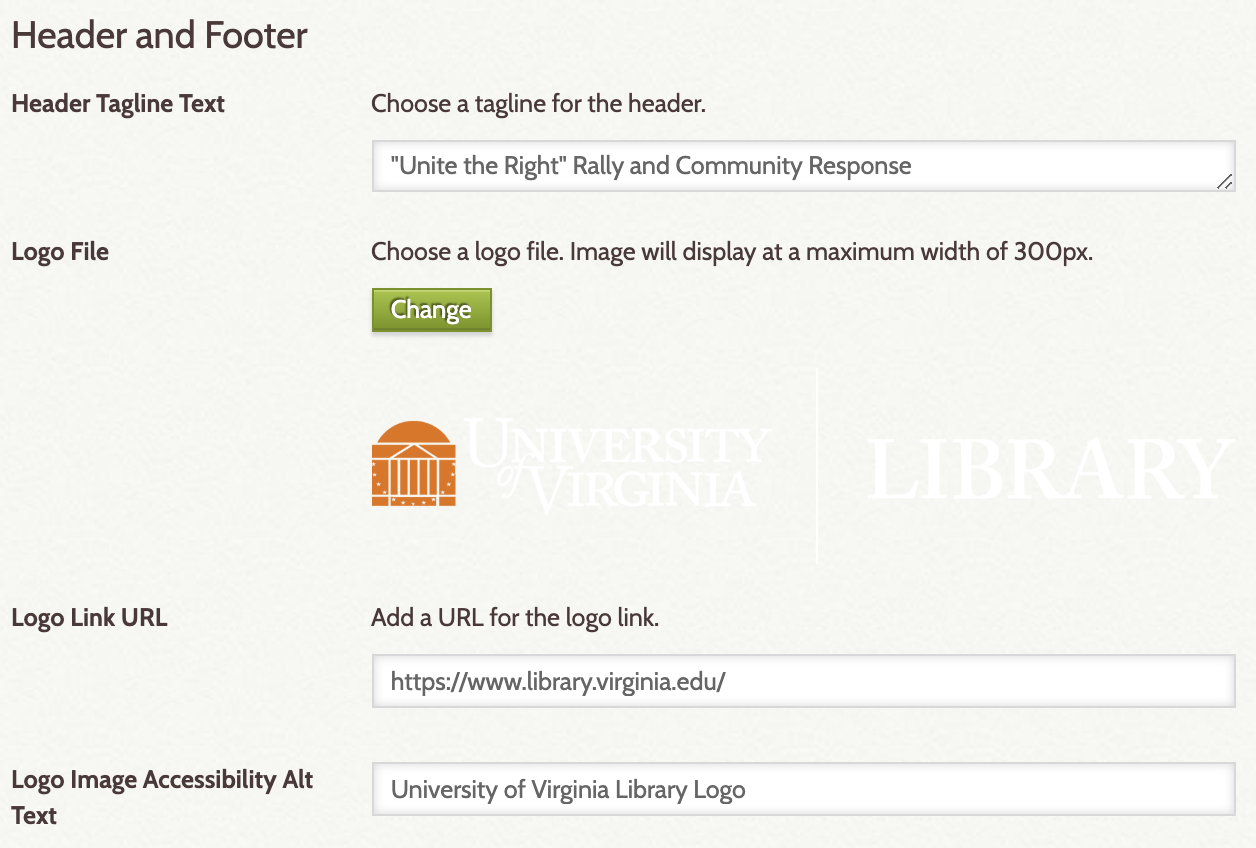 Header and Footer
Header Tagline Text
Choose a tagline for the header.
"Unite the Right" Rally and Community Response
Logo File
Choose a logo file. Image will display at a maximum width of 300px.
Change
UNIVERSITY
of VIRGINIA
LIBRARY
Logo Link URL
Add a URL for the logo link.
https://www.library.virginia.edu/
Logo Image Accessibility Alt
Text
University of Virginia Library Logo